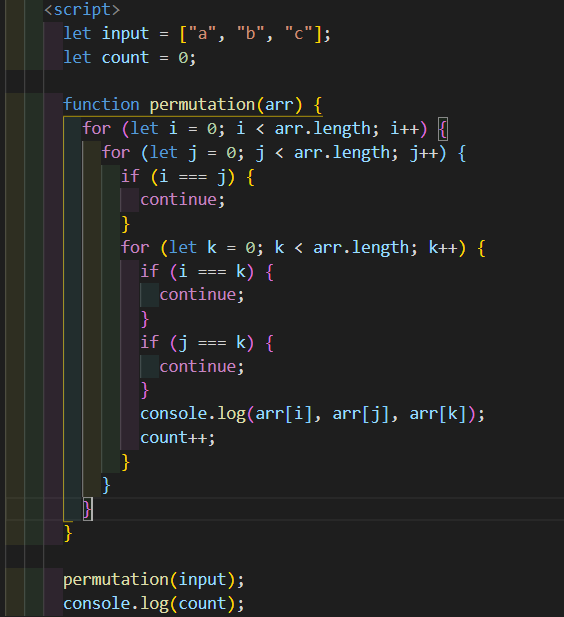 <script>
let input = ["a", "b", "c"];
let count = 0;
function permutation(arr) {
for (let i = 0; i < arr.length; i++) {
for (let j = 0; j < arr.length; j++) {
if (i === j) {
continue;
}
for (let k = 0; k < arr.length; k++) {
if (i === k) {
continue;
}
if (j === k) {
continue;
}
console.log(arr[i], arr[j], arr[k]);
count++;
}
}
}
}
permutation(input);
console.log(count);